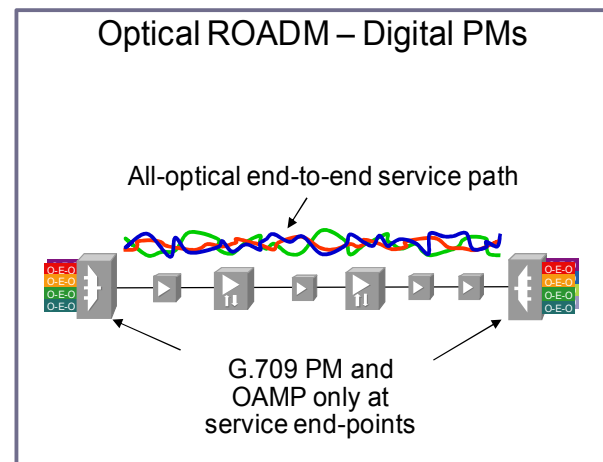 Optical ROADM – Digital PMs
All-optical end-to-end service path
O-E-O
O-E-O
O-E-O
O-E-O
O-E-O
O-E-O
O-E-O
O-E-O
G.709 PM and
OAMP only at
service end-points